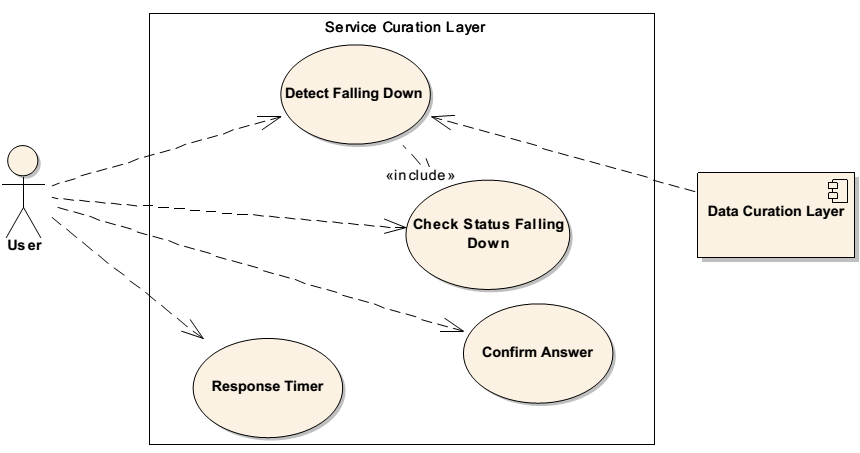 Service Curation Layer
Detect Falling Down
«include»
User
Check Status Falling
Down
Data Curation Layer
Confirm Answer
Response Timer